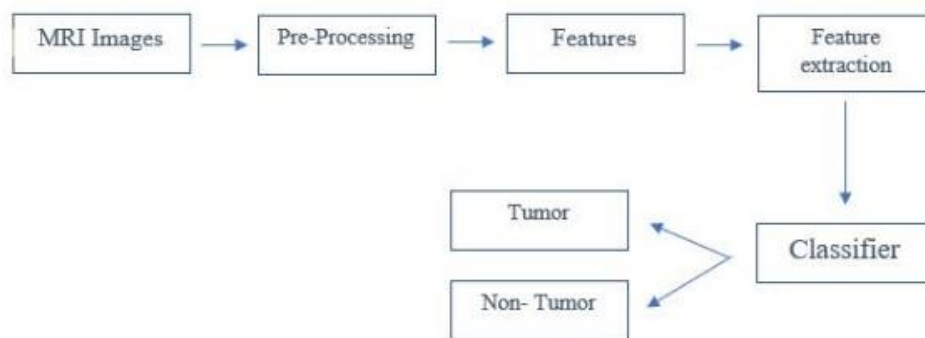 MRI Images
Pre-Processing
Features
Feature
extraction
Tumor
Classifier
Non- Tumor